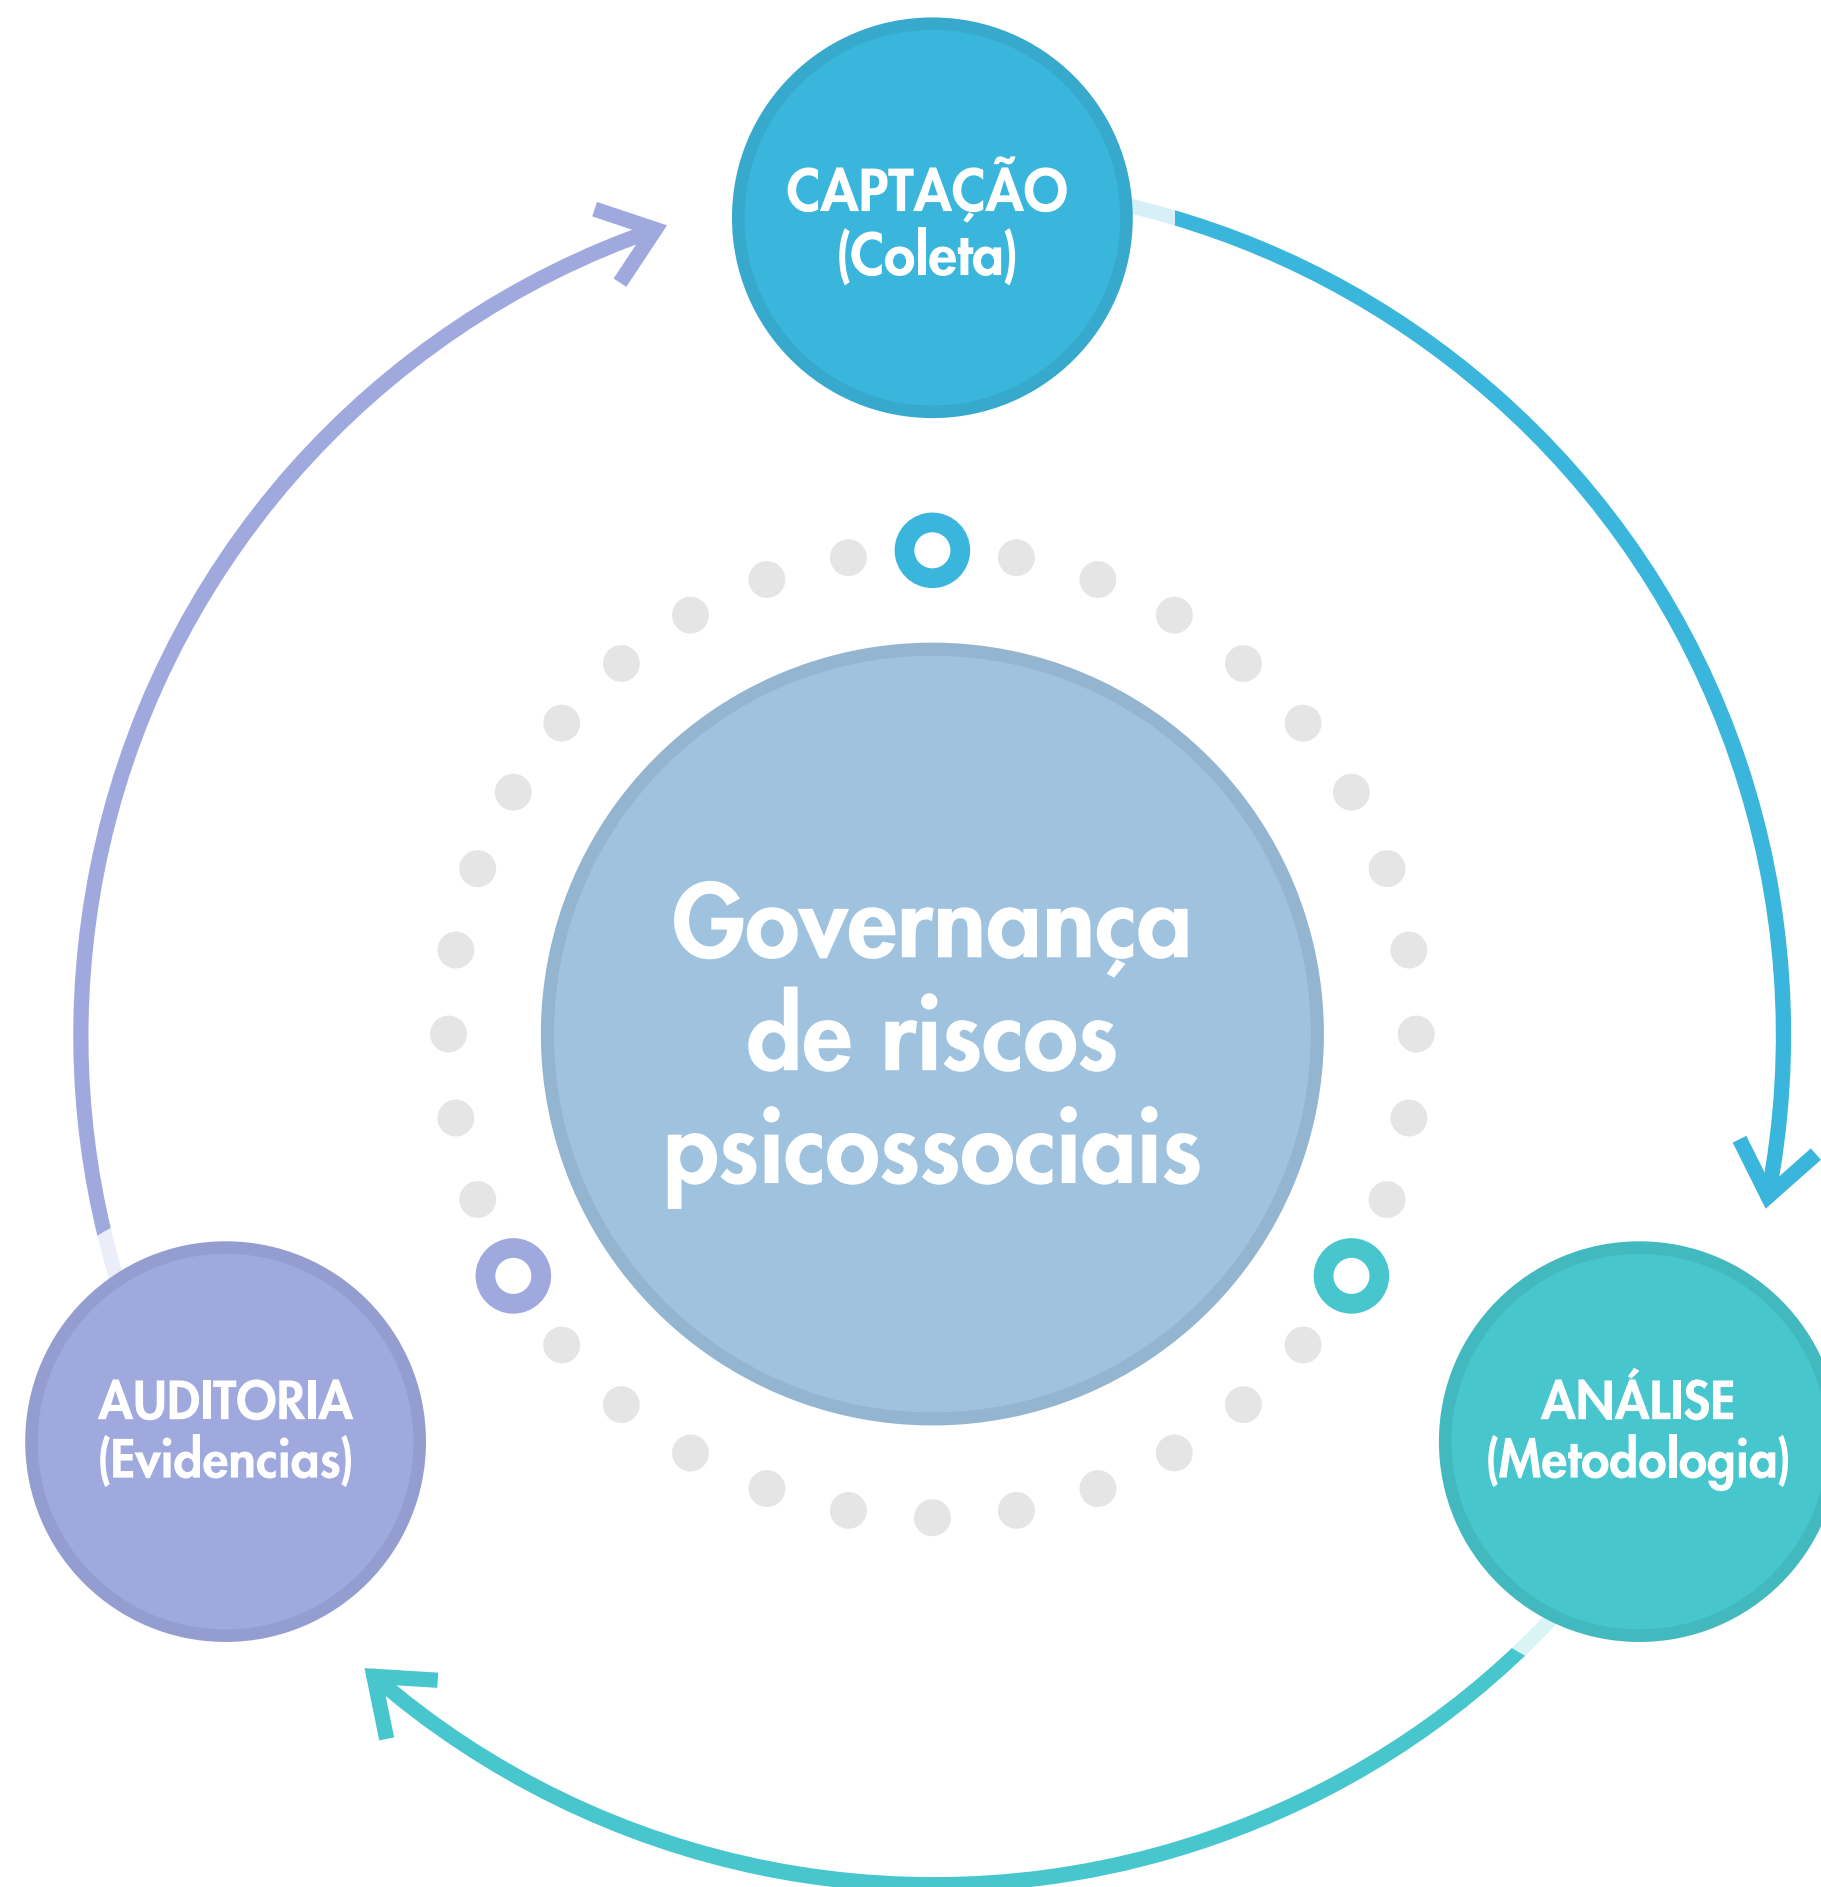 CAPTAÇÃO
(Coleta)
Governança
de riscos
psicossociais
AUDITORIA
(Evidencias)
ANÁLISE
(Metodologia)